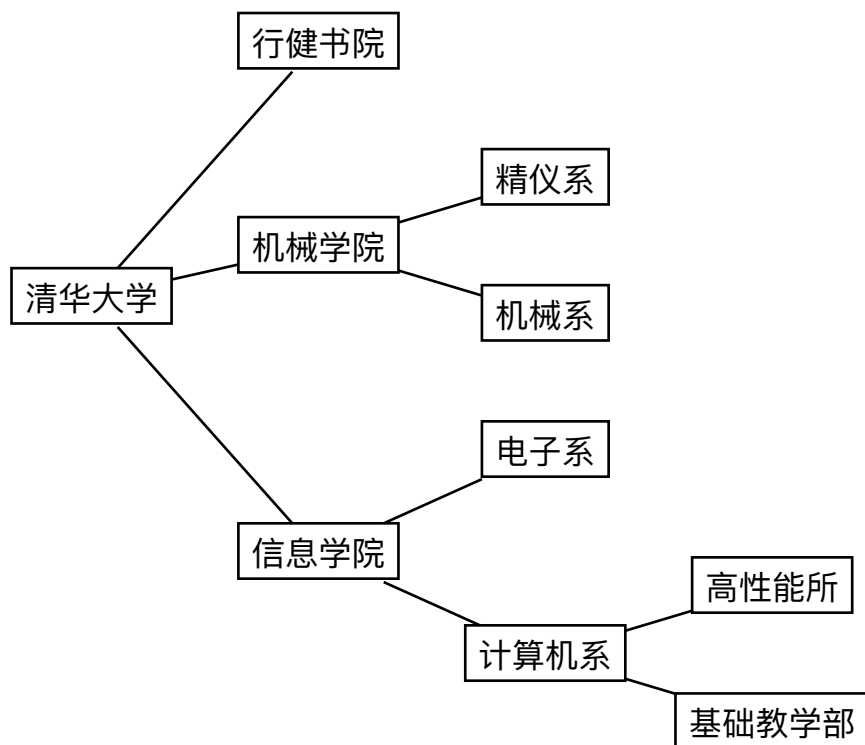 行健书院
精仪系
机械学院
清华大学
机械系
电子系
信息学院
高性能所
计算机系
基础教学部